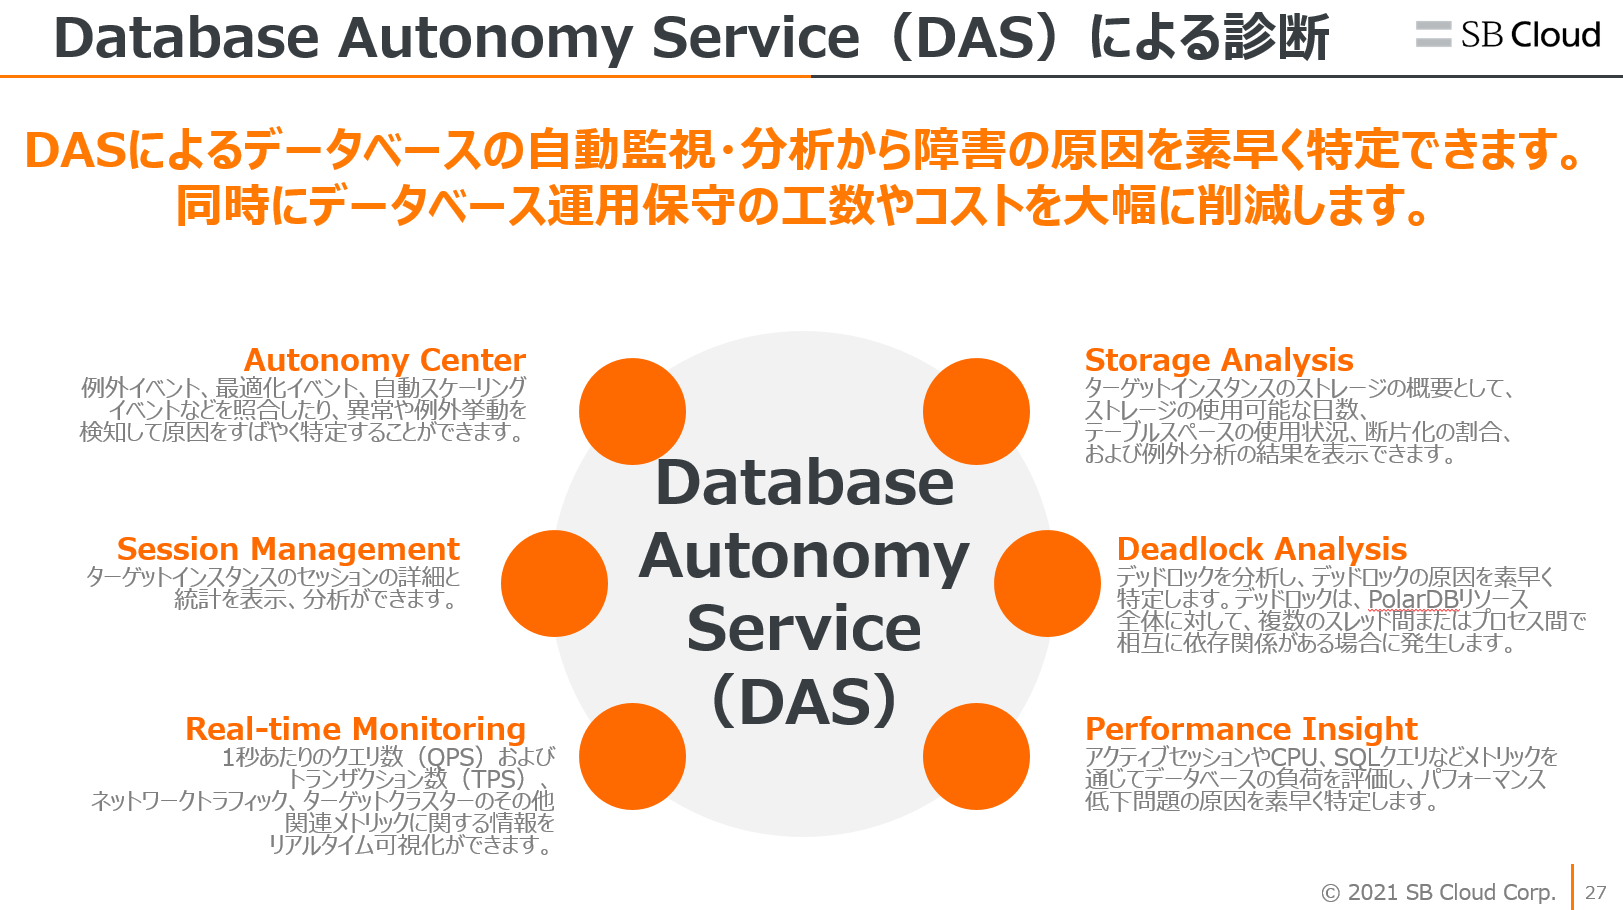 Database Autonomy Service（DAS）による診断
SB Cloud
DASによるデータベースの自動監視・分析から障害の原因を素早く特定できます。
同時にデータベース運用保守の工数やコストを大幅に削減します。
Autonomy Center
例外イベント、最適化イベント、自動スケーリング
イベントなどを照合したり、異常や例外挙動を
検知して原因をすばやく特定することができます。
Session Management
ターゲットインスタンスのセッションの詳細と
統計を表示、分析ができます。
Real-time Monitoring
1秒あたりのクエリ数（QPS）および
トランザクション数（TPS）、
ネットワークトラフィック、ターゲットクラスターのその他
関連メトリックに関する情報を
リアルタイム可視化ができます。
Database
Autonomy
Service
（DAS）
Storage Analysis
ターゲットインスタンスのストレージの概要として、
ストレージの使用可能な日数、
テーブルスペースの使用状況、断片化の割合、
および例外分析の結果を表示できます。
Deadlock Analysis
デッドロックを分析し、デッドロックの原因を素早く
特定します。デッドロックは、PolarDBリソース
全体に対して、複数のスレッド間またはプロセス間で
相互に依存関係がある場合に発生します。
Performance Insight
アクティブセッションやCPU、SQLクエリなどメトリックを
通じてデータベースの負荷を評価し、パフォーマンス
低下問題の原因を素早く特定します。
© 2021 SB Cloud Corp.
27